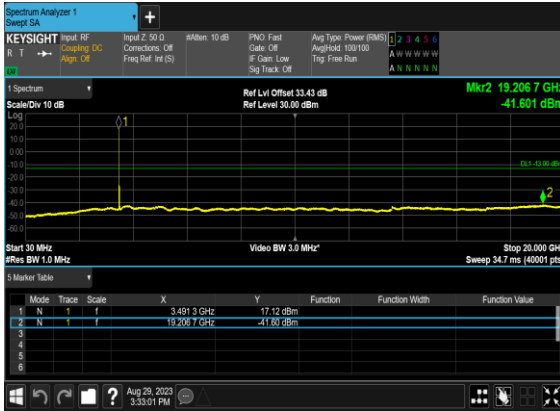 Spectrum Analyzer 1
Swept SA
KEYSIGHT Input: RF Input Z: 50 Ω #Atten: 10 dB PNO: Fast Avg Type: Power (RMS) 1 2 3 4 5 6
R T Coupling: DC Corrections: Off Gate: Off Avg|Hold: 100/100 A W W W W W
Align: Off Freq Ref: Int (S) IF Gain: Low Trig: Free Run
Sig Track: Off A N N N N N
1 Spectrum Ref Lvl Offset 33.43 dB Mkr2 19.206 7 GHz
Scale/Div 10 dB Ref Level 30.00 dBm -41.601 dBm
Log
20.0 1
10.0
0.00
-10.0 DL1 -13.00 dBm
-20.0
-30.0 2
-40.0
-50.0
-60.0
Start 30 MHz Video BW 3.0 MHz* Stop 20.000 GHz
#Res BW 1.0 MHz Sweep 34.7 ms (40001 pts)
5 Marker Table
Mode Trace Scale X Y Function Function Width Function Value
1 N 1 f 3.491 3 GHz 17.12 dBm
2 N 1 f 19.206 7 GHz -41.60 dBm
3
4
5
6
? Aug 29, 2023
3:33:01 PM